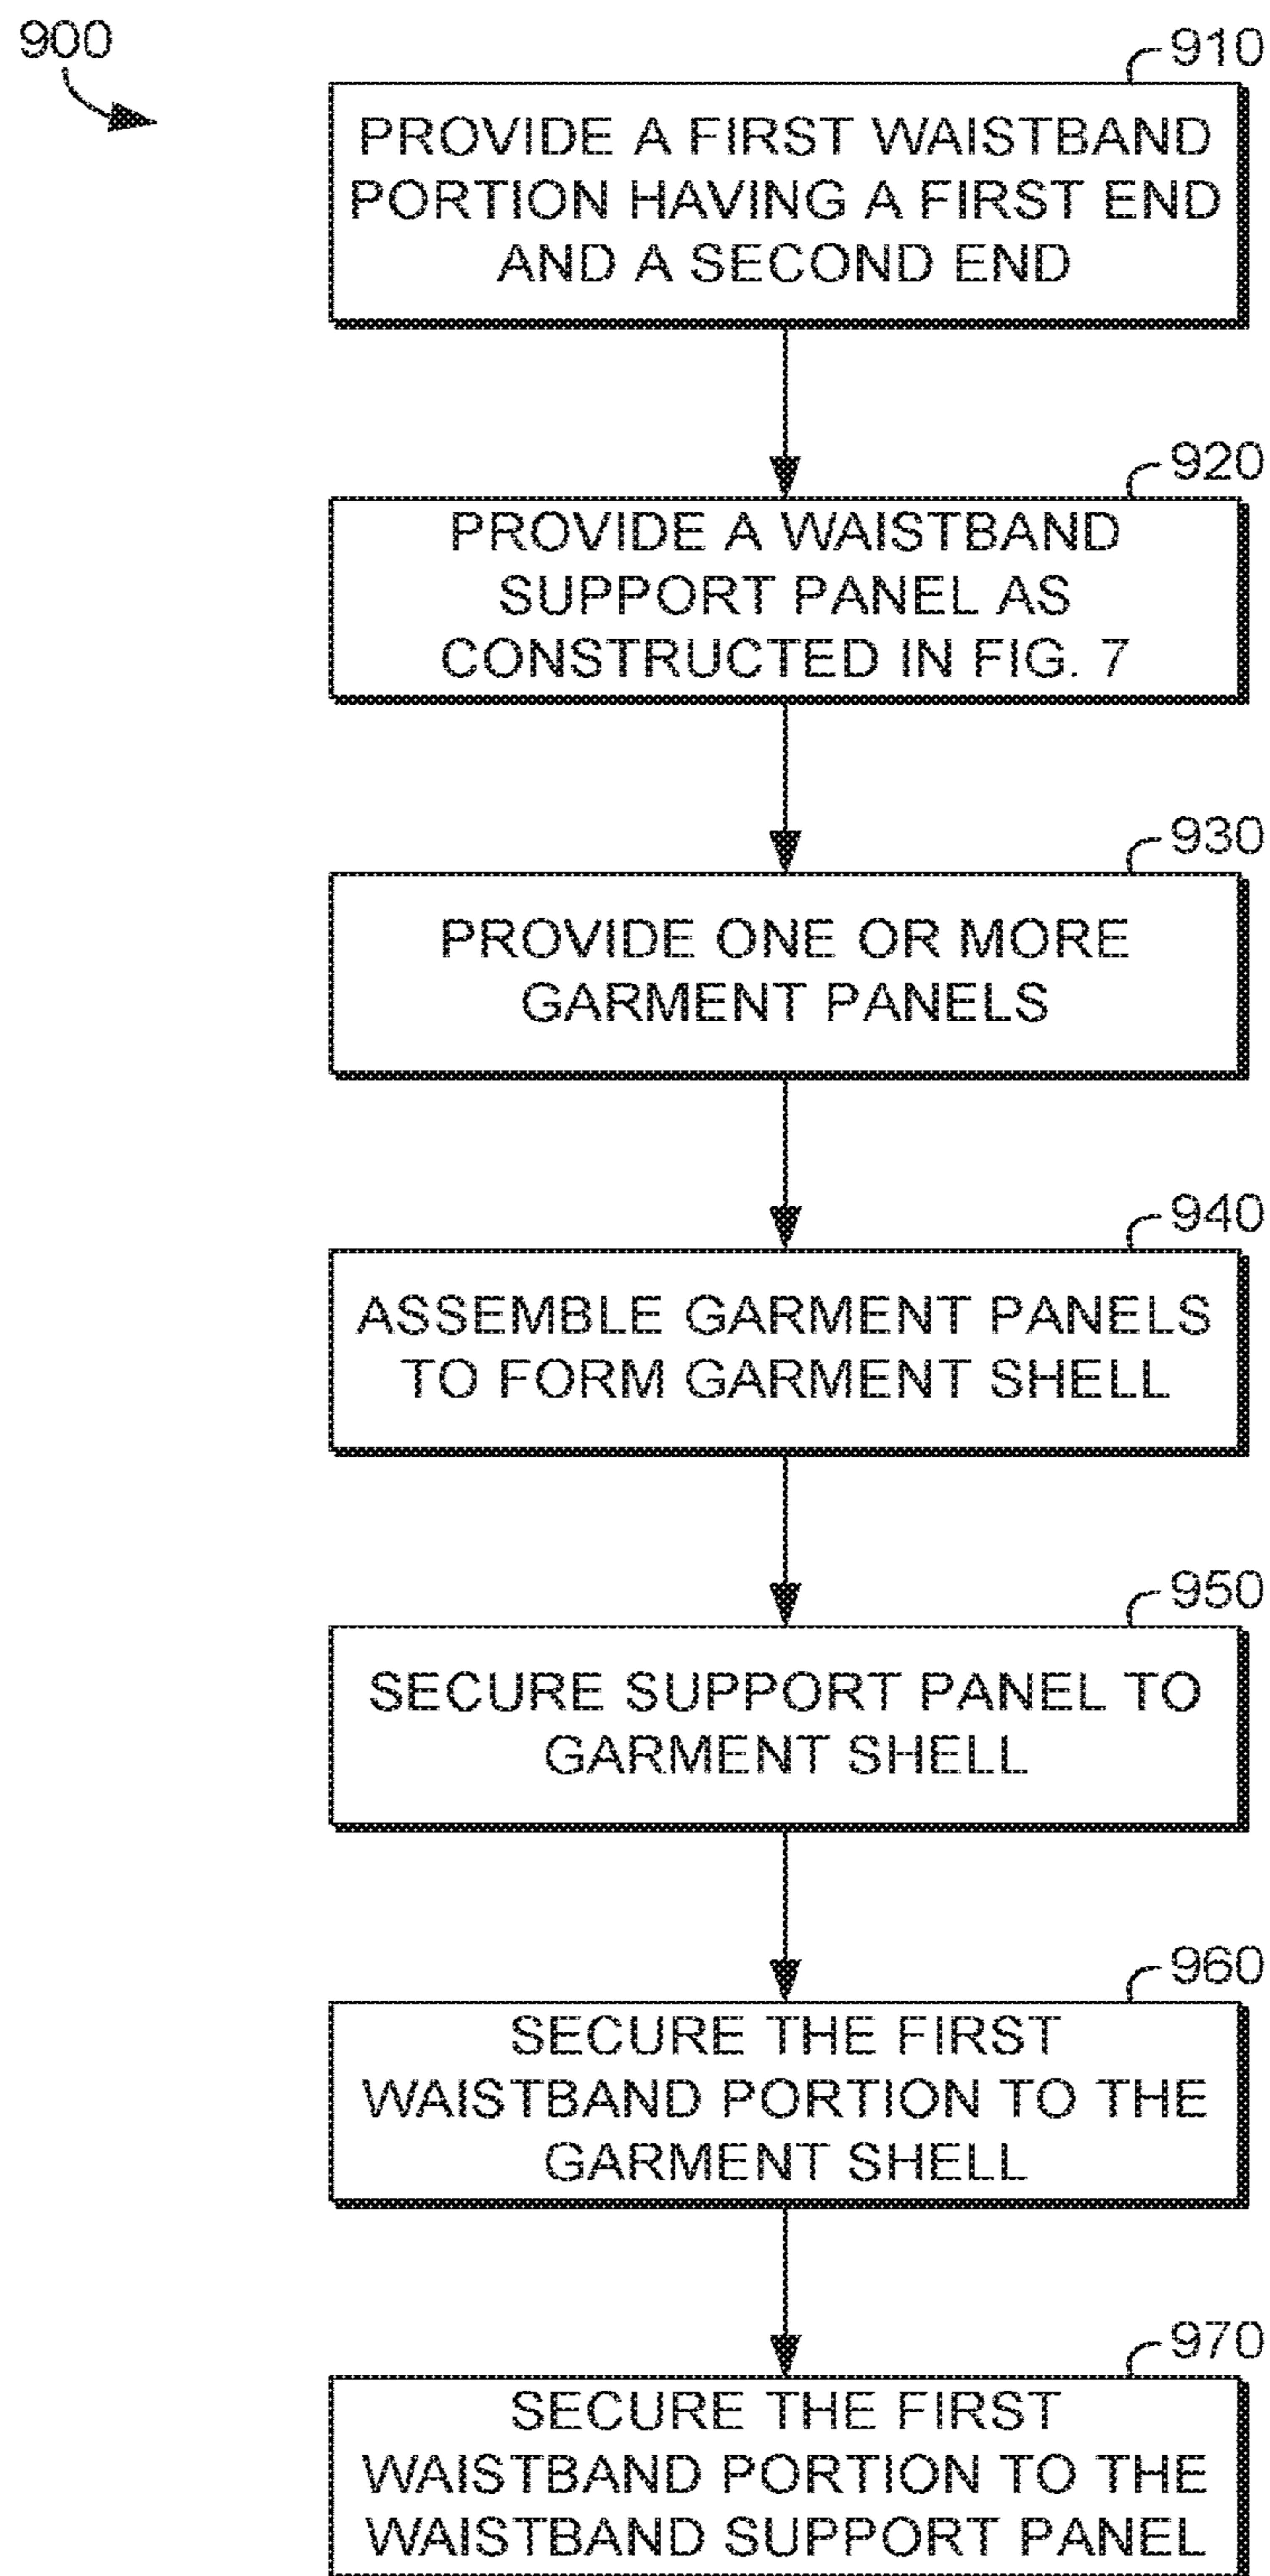 900
910
PROVIDE A FIRST WAISTBAND
PORTION HAVING A FIRST END
AND A SECOND END
920
PROVIDE A WAISTBAND
SUPPORT PANEL AS
CONSTRUCTED IN FIG. 7
930
PROVIDE ONE OR MORE
GARMENT PANELS
940
ASSEMBLE GARMENT PANELS
TO FORM GARMENT SHELL
950
SECURE SUPPORT PANEL TO
GARMENT SHELL
960
SECURE THE FIRST
WAISTBAND PORTION TO THE
GARMENT SHELL
970
SECURE THE FIRST
WAISTBAND PORTION TO THE
WAISTBAND SUPPORT PANEL